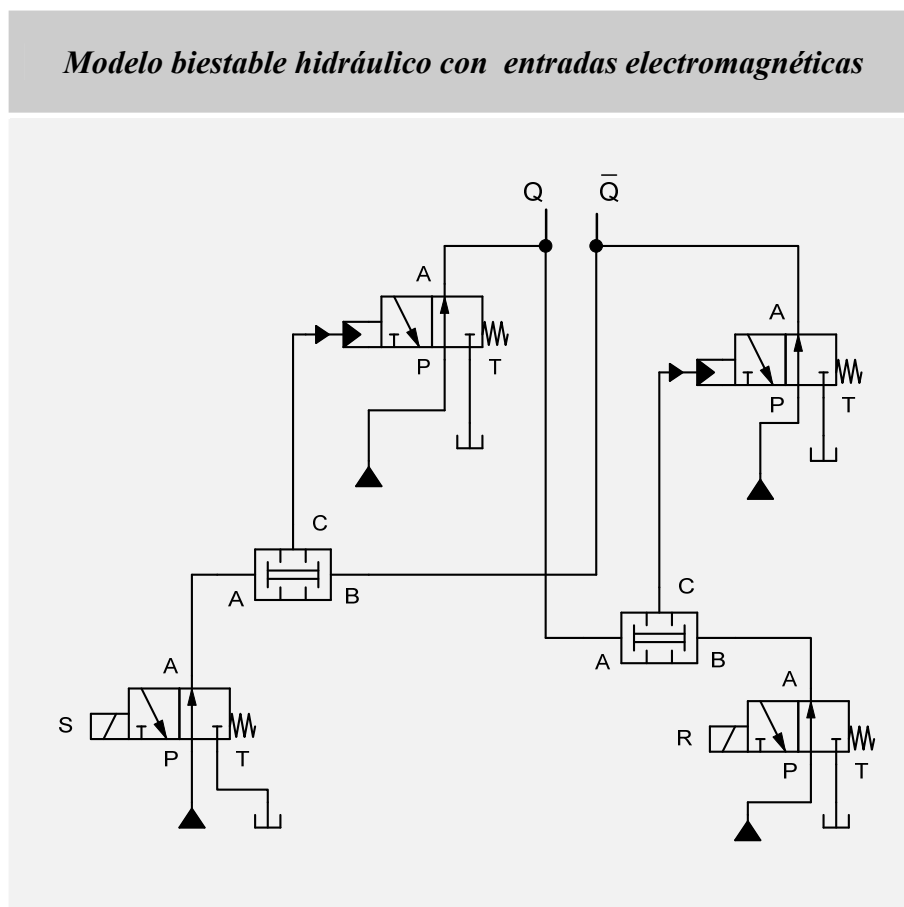 Modelo biestable hidráulico con entradas electromagnéticas
Q Q̅
A
A
P T
P T
C
A B
C
A B
A
S
P T
A
R
P T